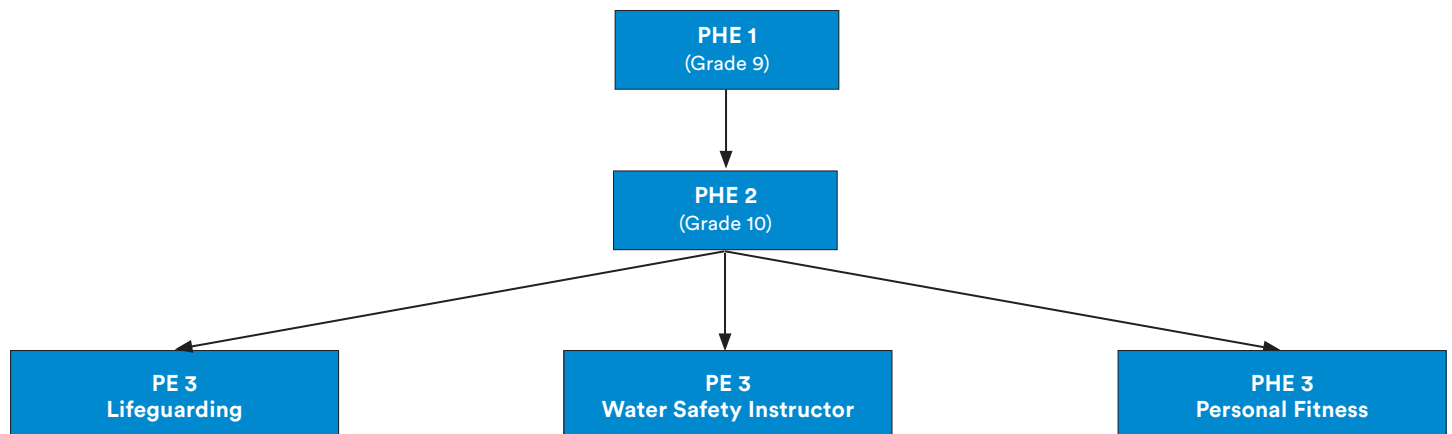 PHE 1
(Grade 9)
PHE 2
(Grade 10)
PE 3
Lifeguarding
PE 3
Water Safety Instructor
PHE 3
Personal Fitness